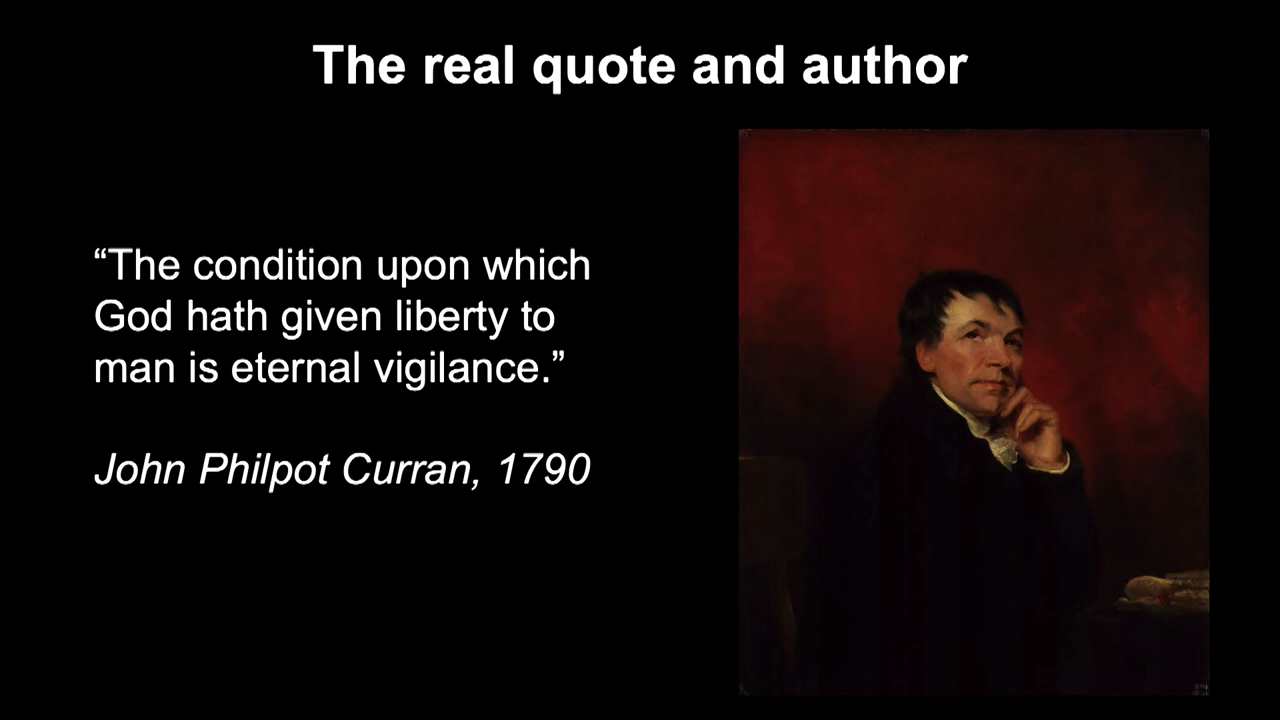 The real quote and author
“The condition upon which
God hath given liberty to
man is eternal vigilance.”
John Philpot Curran, 1790